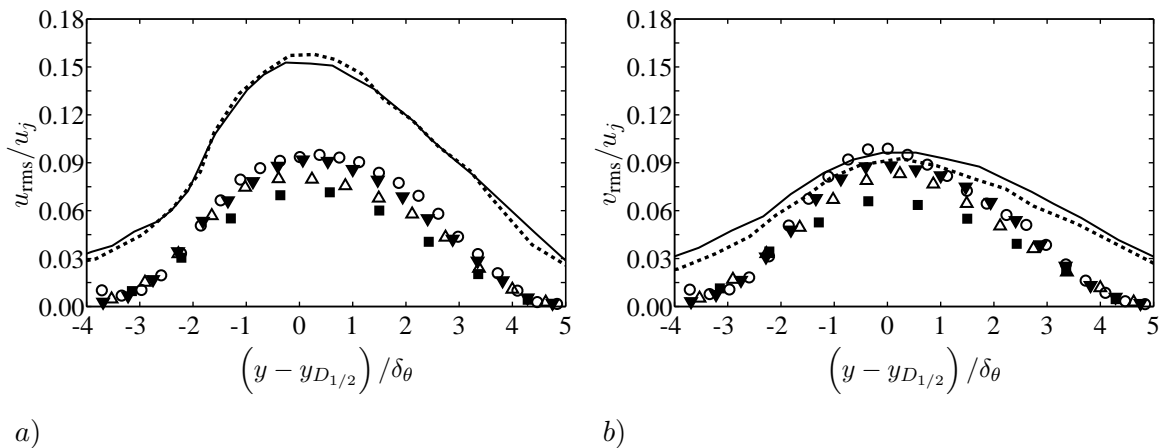 0.18
0.15
0.12
0.09
0.06
0.03
0.00
u_rms/u_j
-4 -3 -2 -1 0 1 2 3 4 5
(y − y_{D_{1/2}}) /δ_θ
a)
0.18
0.15
0.12
0.09
0.06
0.03
0.00
v_rms/u_j
-4 -3 -2 -1 0 1 2 3 4 5
(y − y_{D_{1/2}}) /δ_θ
b)